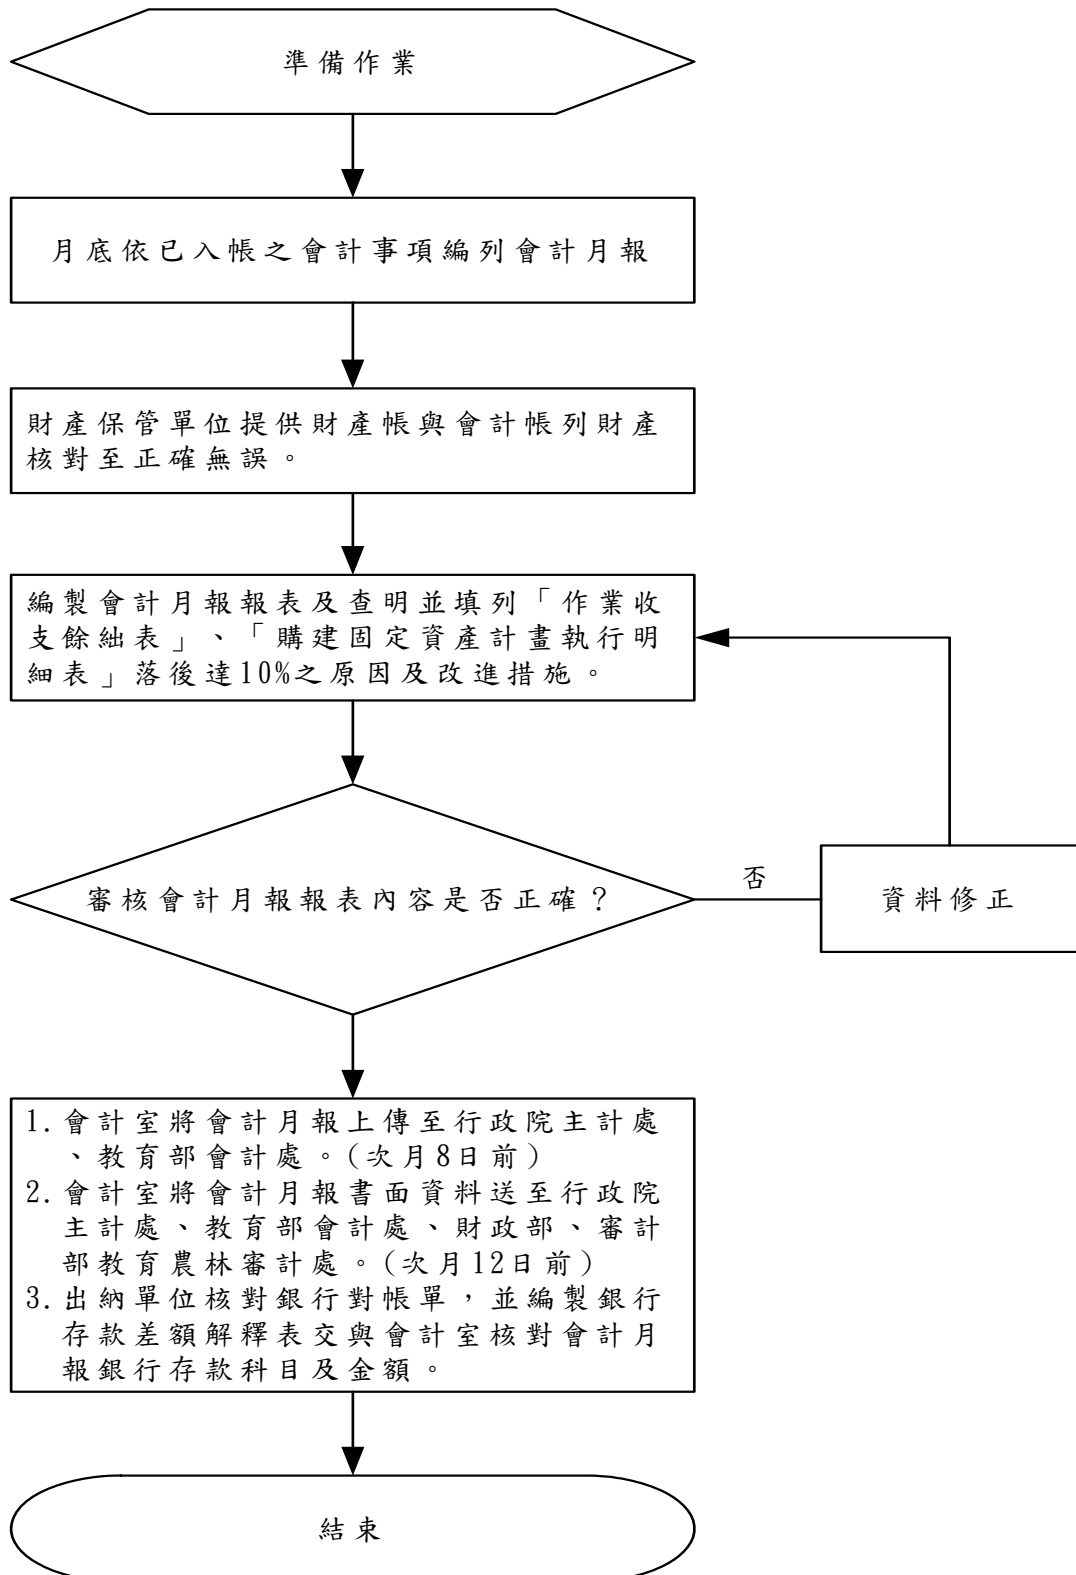 準備作業
月底依已入帳之會計事項編列會計月報
財產保管單位提供財產帳與會計帳列財產
核對至正確無誤。
編製會計月報報表及查明並填列「作業收
支餘絀表」、「購建固定資產計畫執行明
細表」落後達10%之原因及改進措施。
審核會計月報報表內容是否正確？
否
資料修正
1.會計室將會計月報上傳至行政院主計處
、教育部會計處。(次月8日前)
2.會計室將會計月報書面資料送至行政院
主計處、教育部會計處、財政部、審計
部教育農林審計處。(次月12日前)
3.出納單位核對銀行對帳單，並編製銀行
存款差額解釋表交與會計室核對會計月
報銀行存款科目及金額。
結束